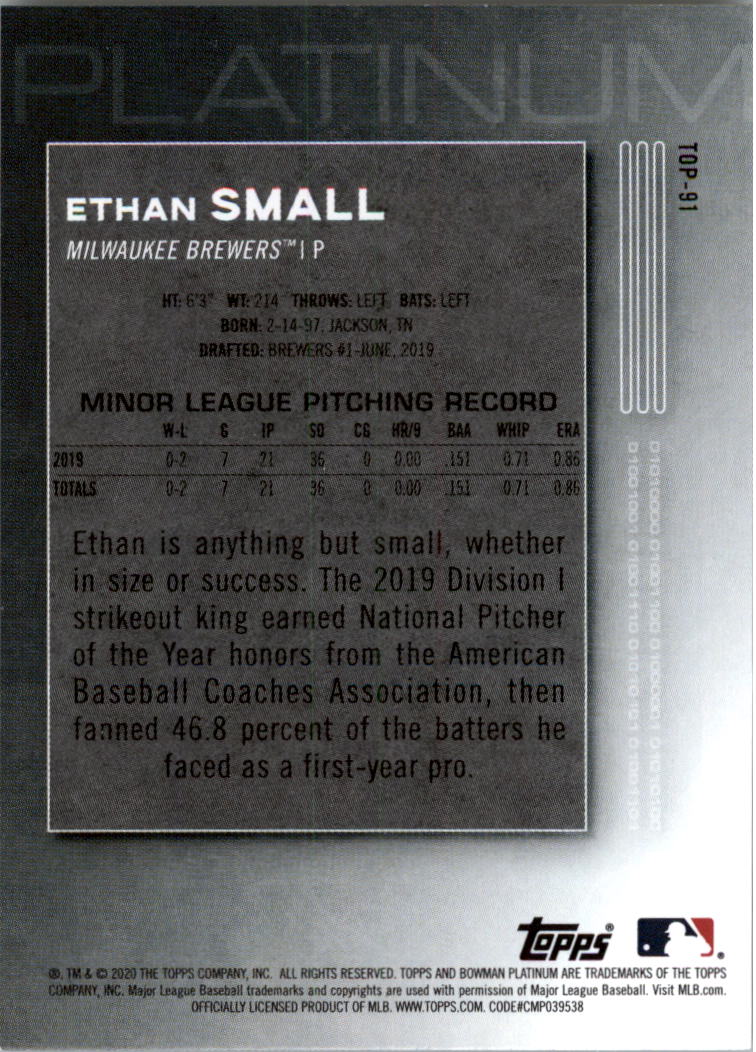 PLATINUM
TOP-91
ETHAN SMALL
MILWAUKEE BREWERS™ | P
HT: 6'3" WT: 214 THROWS: LEFT BATS: LEFT
BORN: 2-14-97, JACKSON, TN
DRAFTED: BREWERS #1-JUNE, 2019
MINOR LEAGUE PITCHING RECORD
W-L G IP SO CG HR/9 BAA WHIP ERA
2019 0-2 7 21 36 0 0.00 .151 0.71 0.86
TOTALS 0-2 7 21 36 0 0.00 .151 0.71 0.86
Ethan is anything but small, whether
in size or success. The 2019 Division I
strikeout king earned National Pitcher
of the Year honors from the American
Baseball Coaches Association, then
fanned 46.8 percent of the batters he
faced as a first-year pro.
topps®
®, TM & © 2020 THE TOPPS COMPANY, INC. ALL RIGHTS RESERVED. TOPPS AND BOWMAN PLATINUM ARE TRADEMARKS OF THE TOPPS
COMPANY, INC. Major League Baseball trademarks and copyrights are used with permission of Major League Baseball. Visit MLB.com.
OFFICIALLY LICENSED PRODUCT OF MLB. WWW.TOPPS.COM. CODE#CMP039538